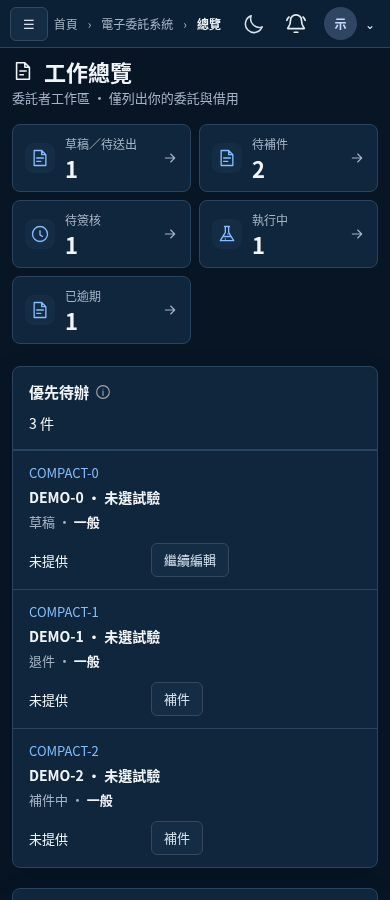 首頁 › 電子委託系統 › 總覽 示
工作總覽
委託者工作區 · 僅列出你的委託與借用
草稿／待送出
1
待補件
2
待簽核
1
執行中
1
已逾期
1
優先待辦
3 件
COMPACT-0
DEMO-0 · 未選試驗
草稿 · 一般
未提供 繼續編輯
COMPACT-1
DEMO-1 · 未選試驗
退件 · 一般
未提供 補件
COMPACT-2
DEMO-2 · 未選試驗
補件中 · 一般
未提供 補件